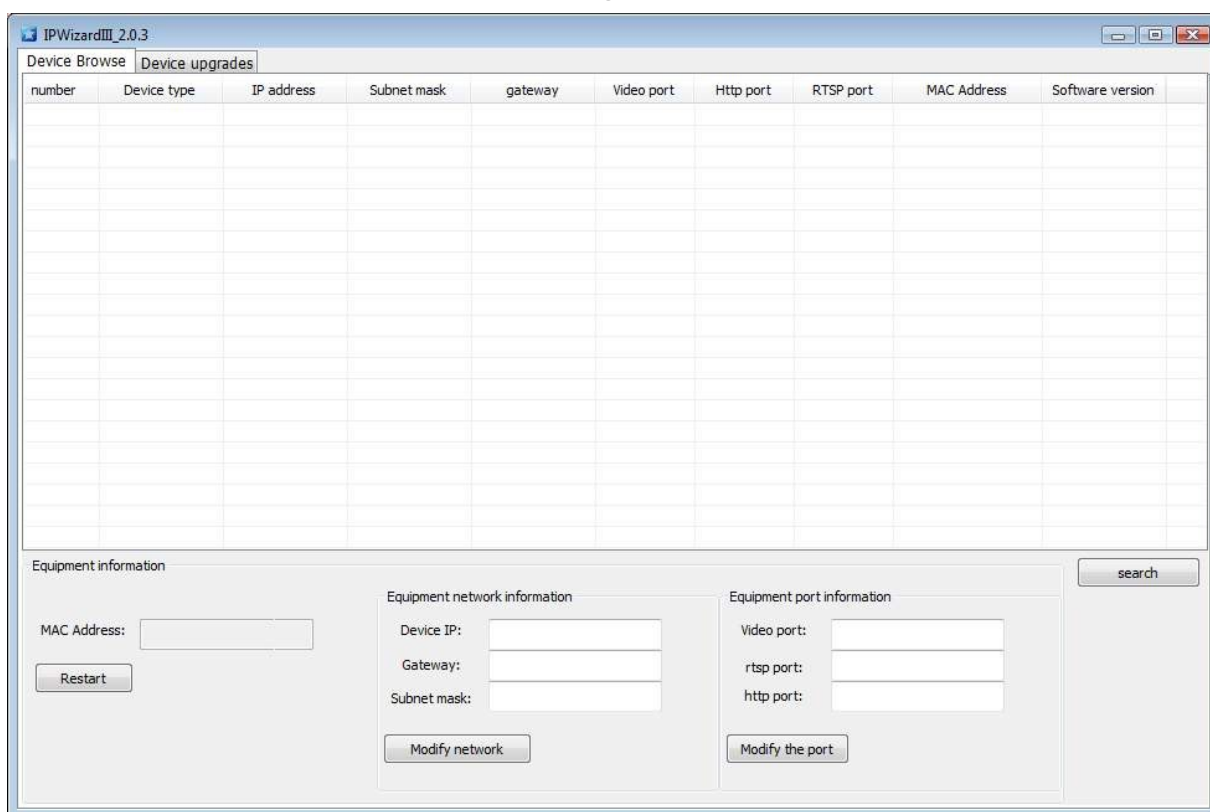 IPWizardIII_2.0.3
Device Browse Device upgrades
number Device type IP address Subnet mask gateway Video port Http port RTSP port MAC Address Software version
Equipment information
search
Equipment network information Equipment port information
MAC Address: Device IP: Video port:
Restart Gateway: rtsp port:
Subnet mask: http port:
Modify network Modify the port